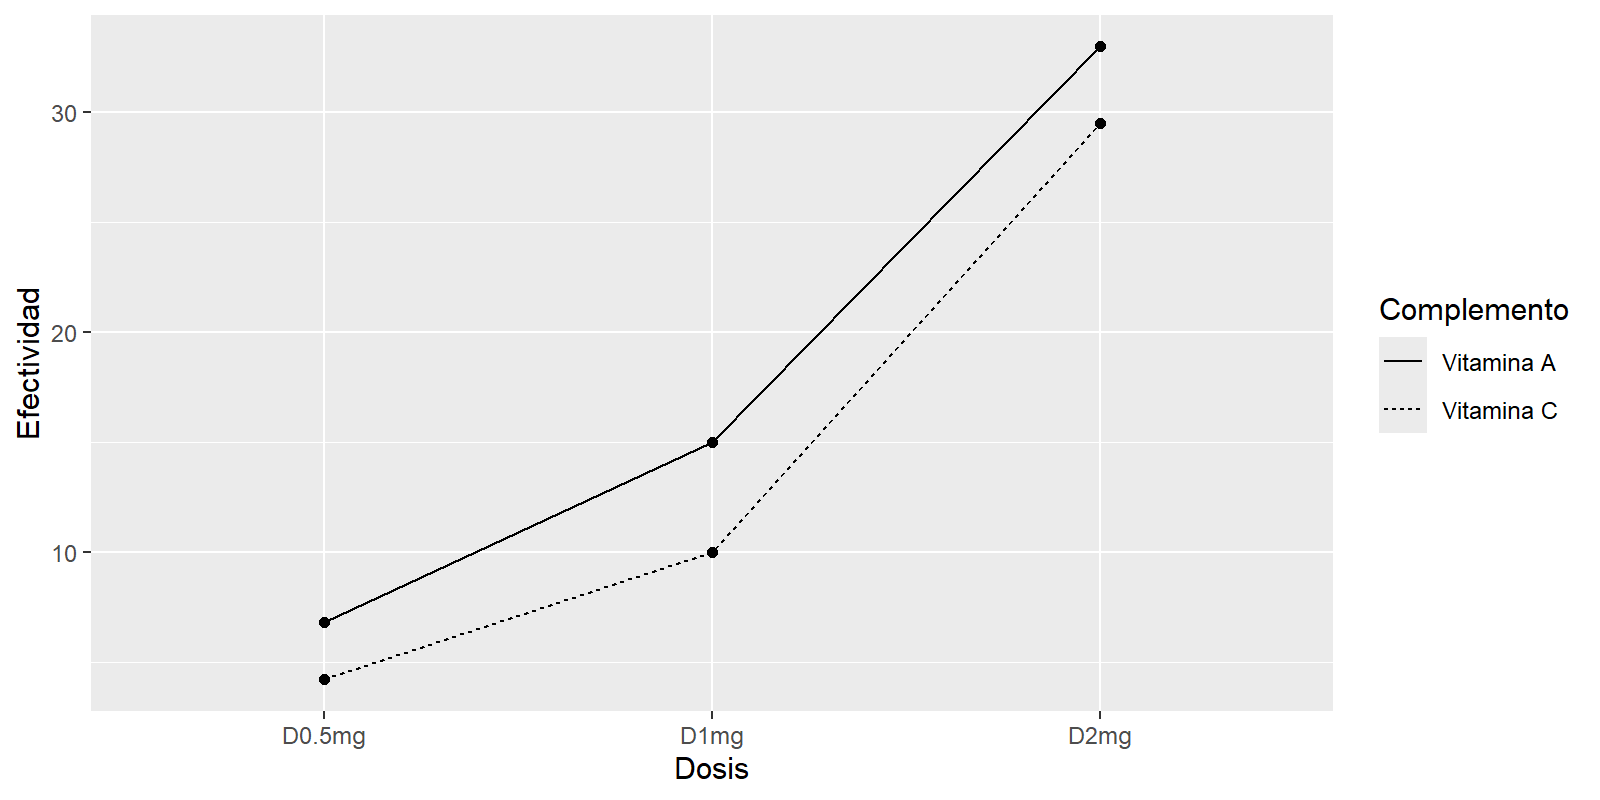 30
20
10
Efectividad
D0.5mg
D1mg
D2mg
Dosis
Complemento
Vitamina A
Vitamina C